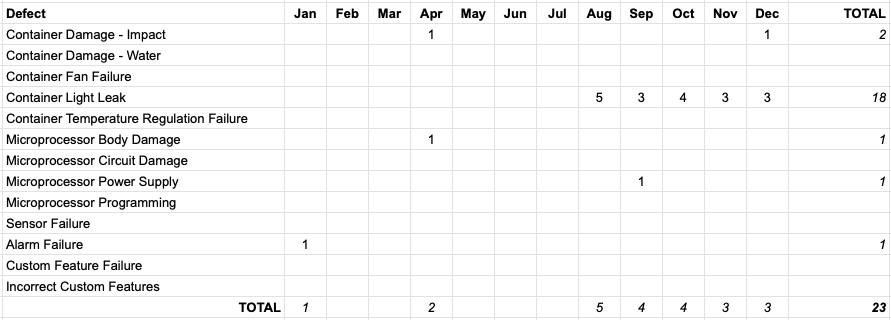 Defect Jan Feb Mar Apr May Jun Jul Aug Sep Oct Nov Dec TOTAL
Container Damage - Impact 1 1 2
Container Damage - Water
Container Fan Failure
Container Light Leak 5 3 4 3 3 18
Container Temperature Regulation Failure
Microprocessor Body Damage 1 1
Microprocessor Circuit Damage
Microprocessor Power Supply 1 1
Microprocessor Programming
Sensor Failure
Alarm Failure 1 1
Custom Feature Failure
Incorrect Custom Features
TOTAL 1 2 5 4 4 3 3 23